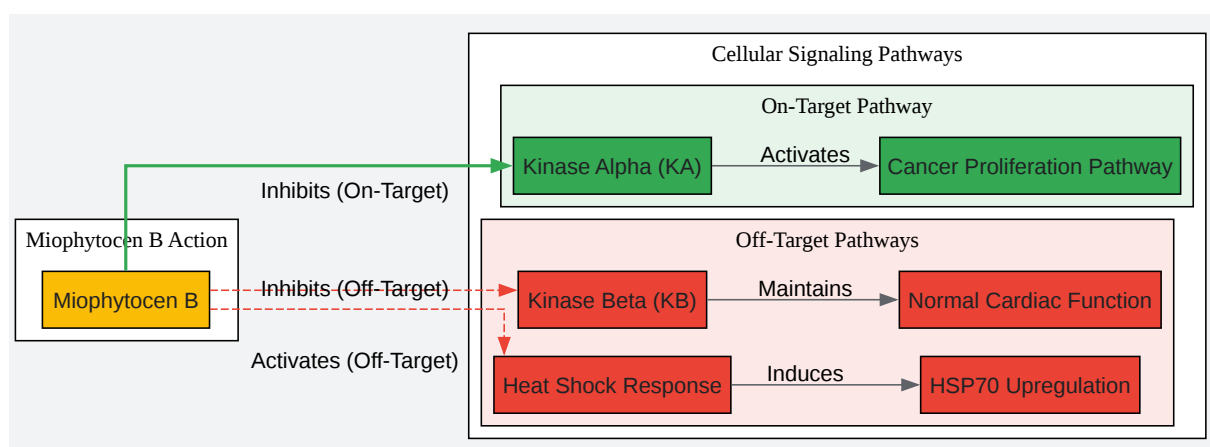 Cellular Signaling Pathways
On-Target Pathway
Kinase Alpha (KA)
Activates
Cancer Proliferation Pathway
Inhibits (On-Target)
Miophytocen B Action
Miophytocen B
Off-Target Pathways
Inhibits (Off-Target)
Kinase Beta (KB)
Maintains
Normal Cardiac Function
Activates (Off-Target)
Heat Shock Response
Induces
HSP70 Upregulation